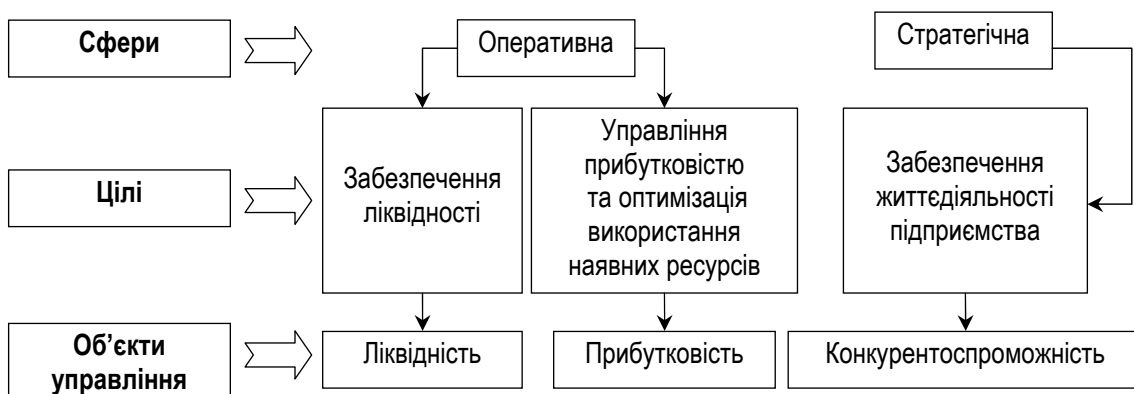 Сфери
Оперативна
Стратегічна
Цілі
Забезпечення
ліквідності
Управління
прибутковістю
та оптимізація
використання
наявних ресурсів
Забезпечення
життєдіяльності
підприємства
Об’єкти
управління
Ліквідність
Прибутковість
Конкурентоспроможність